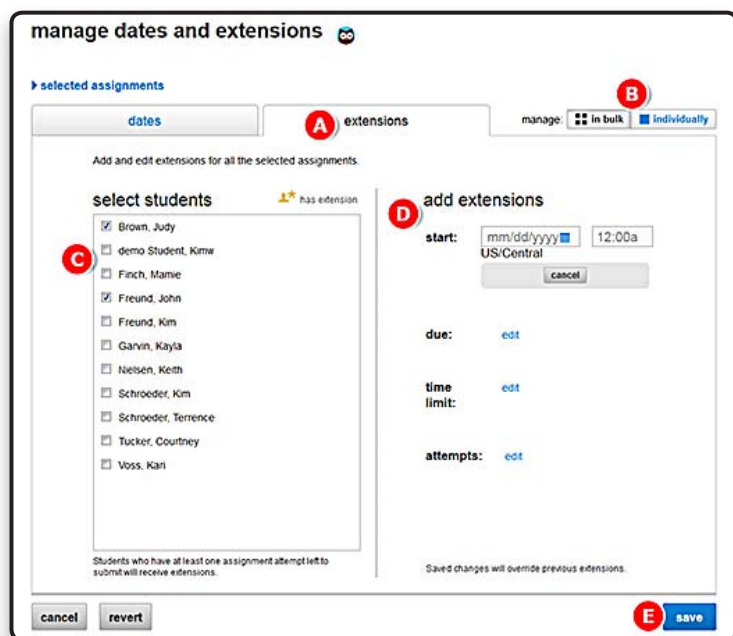 manage dates and extensions
selected assignments
dates
A extensions
manage: in bulk individually
B
Add and edit extensions for all the selected assignments.
select students
has extension
Brown, Judy
C
demo Student, Kimw
Finch, Mamie
Freund, John
Freund, Kim
Garvin, Kayla
Nielsen, Keith
Schroeder, Kim
Schroeder, Terrence
Tucker, Courtney
Voss, Kari
Students who have at least one assignment attempt left to
submit will receive extensions.
add extensions
D
start: mm/dd/yyyy 12:00a
US/Central
cancel
due: edit
time
limit: edit
attempts: edit
Saved changes will override previous extensions.
cancel revert E save